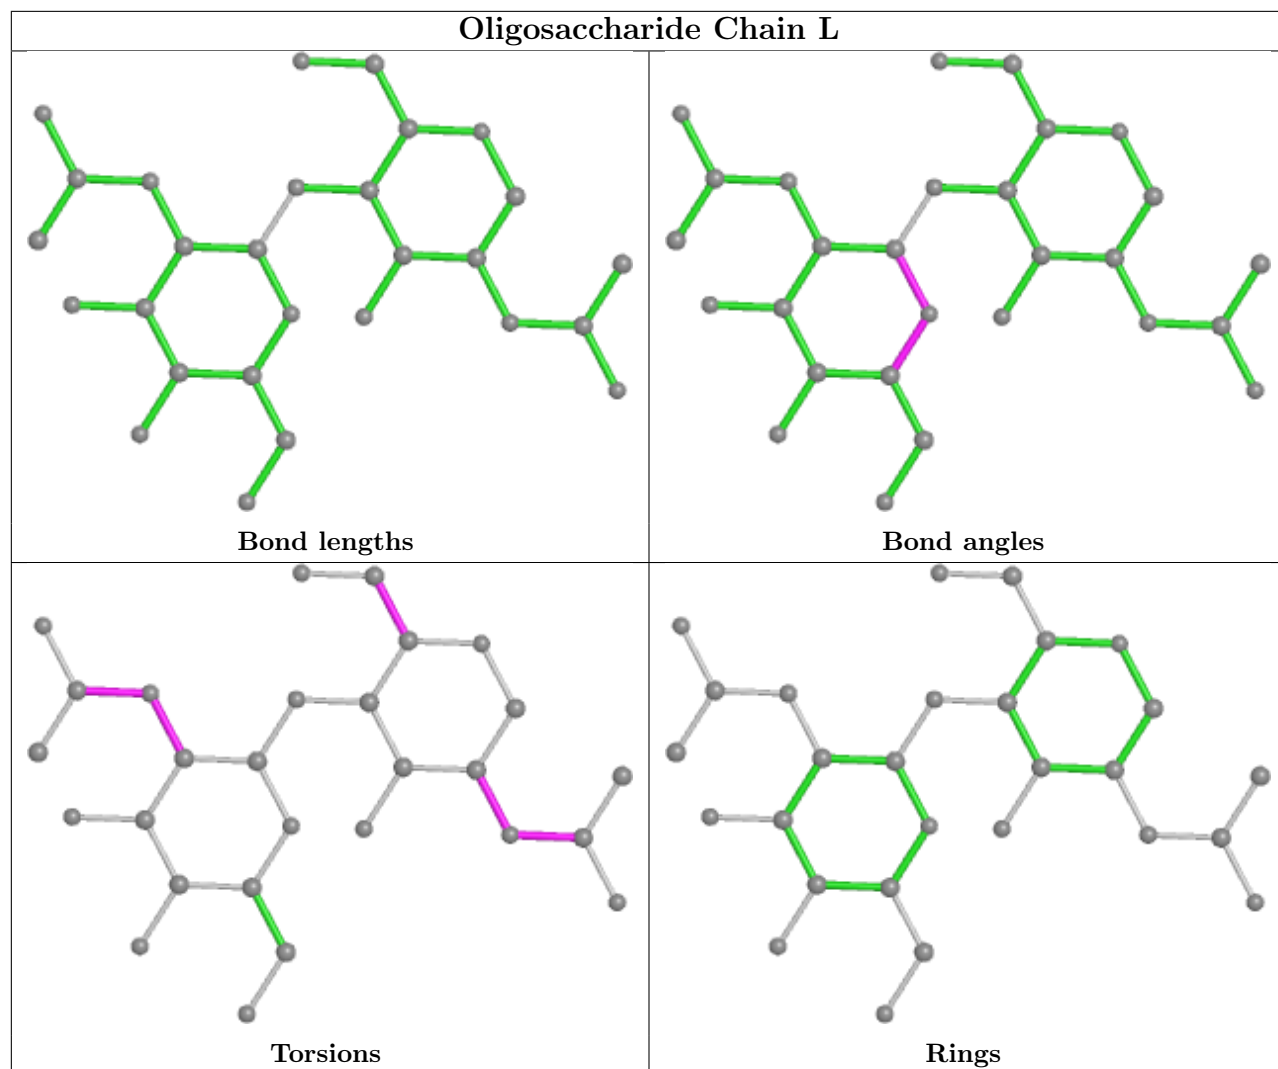 Oligosaccharide Chain L
Bond lengths
Bond angles
Torsions
Rings